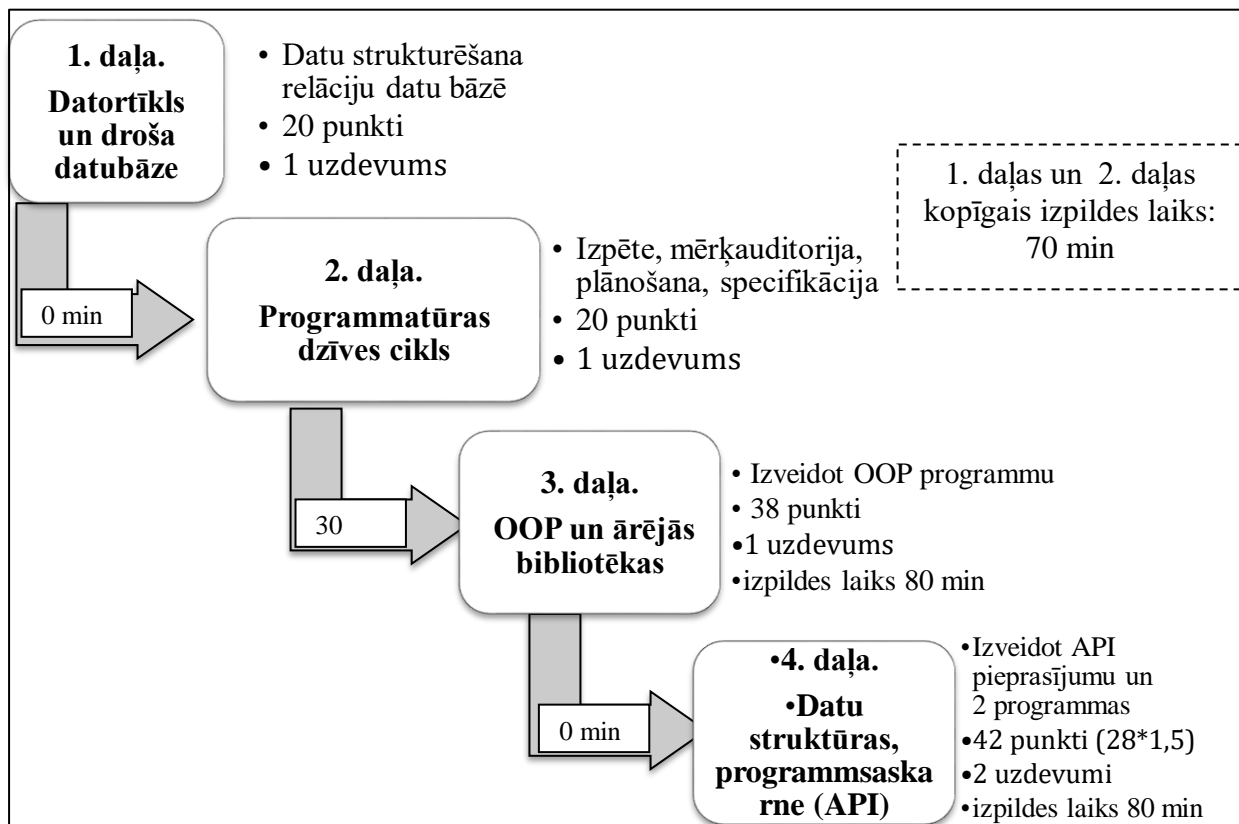 1. daļa.
Datortīkls
un droša
datubāze
• Datu strukturēšana
relāciju datu bāzē
• 20 punkti
• 1 uzdevums
1. daļas un 2. daļas
kopīgais izpildes laiks:
70 min
0 min
2. daļa.
Programmatūras
dzīves cikls
• Izpēte, mērķauditorija,
plānošana, specifikācija
• 20 punkti
• 1 uzdevums
30
3. daļa.
OOP un ārējās
bibliotēkas
• Izveidot OOP programmu
• 38 punkti
•1 uzdevums
•izpildes laiks 80 min
0 min
•4. daļa.
•Datu
struktūras,
programmsaska
rne (API)
•Izveidot API
pieprasījumu un
2 programmas
•42 punkti (28*1,5)
•2 uzdevumi
•izpildes laiks 80 min